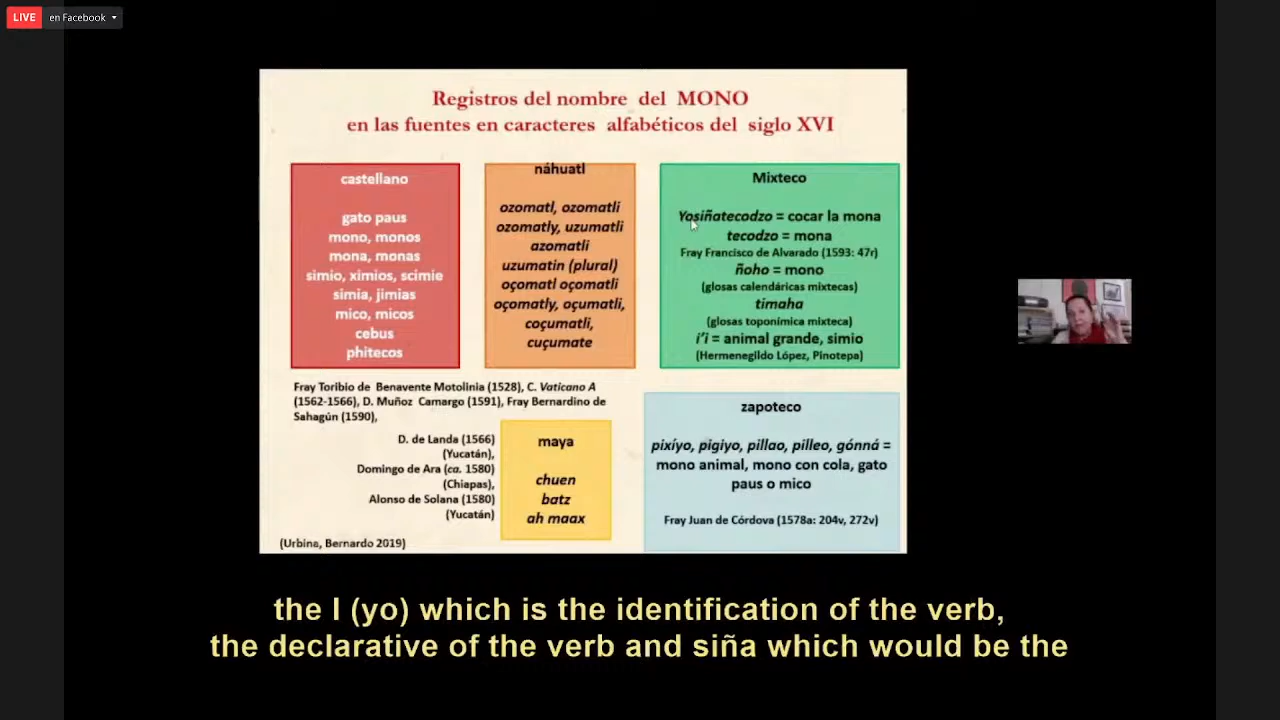 LIVE en Facebook
Registros del nombre del MONO
en las fuentes en caracteres alfabéticos del siglo XVI
castellano
gato paus
mono, monos
mona, monas
simio, ximios, scimie
simia, jimias
mico, micos
cebus
phitecos
náhuatl
ozomatl, ozomatli
ozomatly, uzumatli
azomatli
uzumatin (plural)
oçomatl oçomatli
oçomatly, oçumatli,
coçumatli,
cuçumate
Mixteco
Yosiñatecodzo = cocar la mona
tecodzo = mona
Fray Francisco de Alvarado (1593: 47r)
ñoho = mono
(glosas calendáricas mixtecas)
timaha
(glosas toponímica mixteca)
i’i = animal grande, simio
(Hermenegildo López, Pinotepa)
Fray Toribio de Benavente Motolinia (1528), C. Vaticano A
(1562-1566), D. Muñoz Camargo (1591), Fray Bernardino de
Sahagún (1590),
D. de Landa (1566)
(Yucatán),
Domingo de Ara (ca. 1580)
(Chiapas),
Alonso de Solana (1580)
(Yucatán)
maya
chuen
batz
ah maax
zapoteco
pixíyo, pigiyo, pillao, pilleo, gónná =
mono animal, mono con cola, gato
paus o mico
Fray Juan de Córdova (1578a: 204v, 272v)
(Urbina, Bernardo 2019)
the I (yo) which is the identification of the verb,
the declarative of the verb and siña which would be the